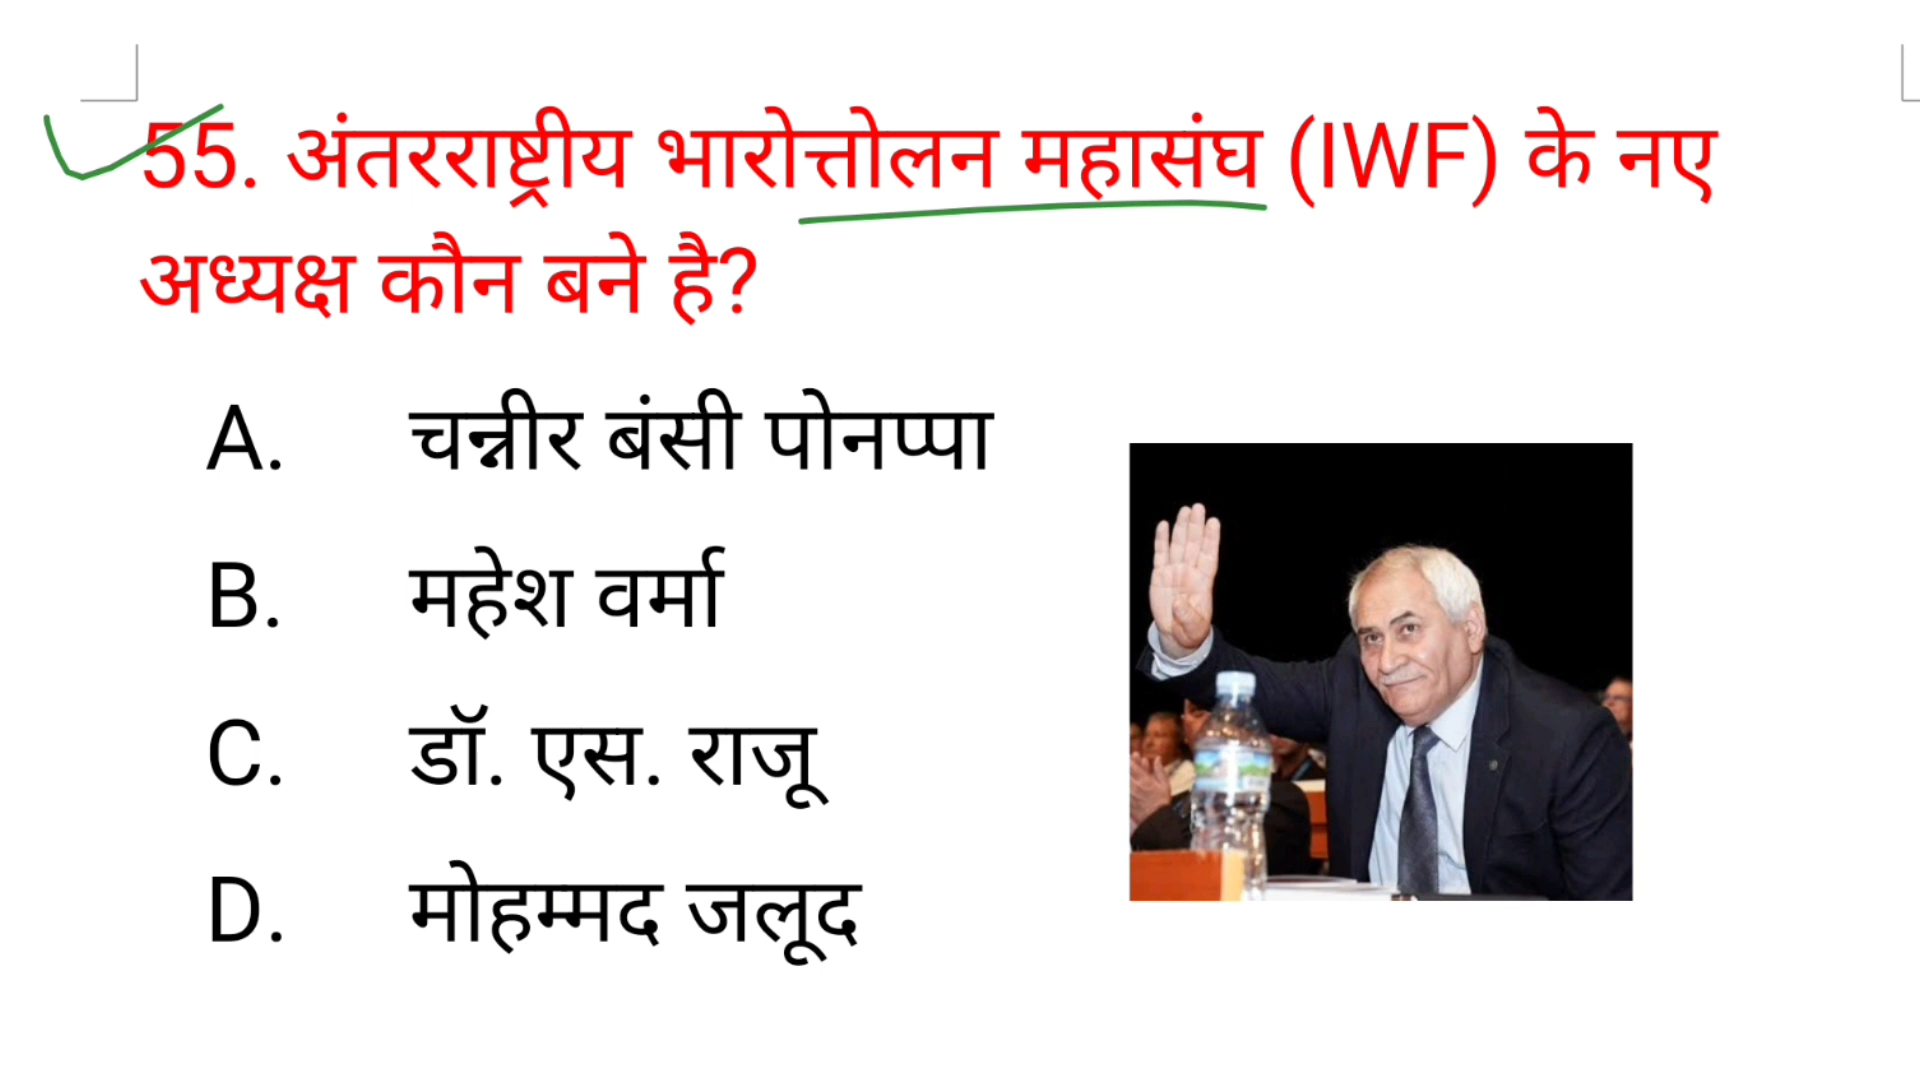 55. अंतरराष्ट्रीय भारोत्तोलन महासंघ (IWF) के नए
अध्यक्ष कौन बने है?
A. चन्नीर बंसी पोनप्पा
B. महेश वर्मा
C. डॉ. एस. राजू
D. मोहम्मद जलूद